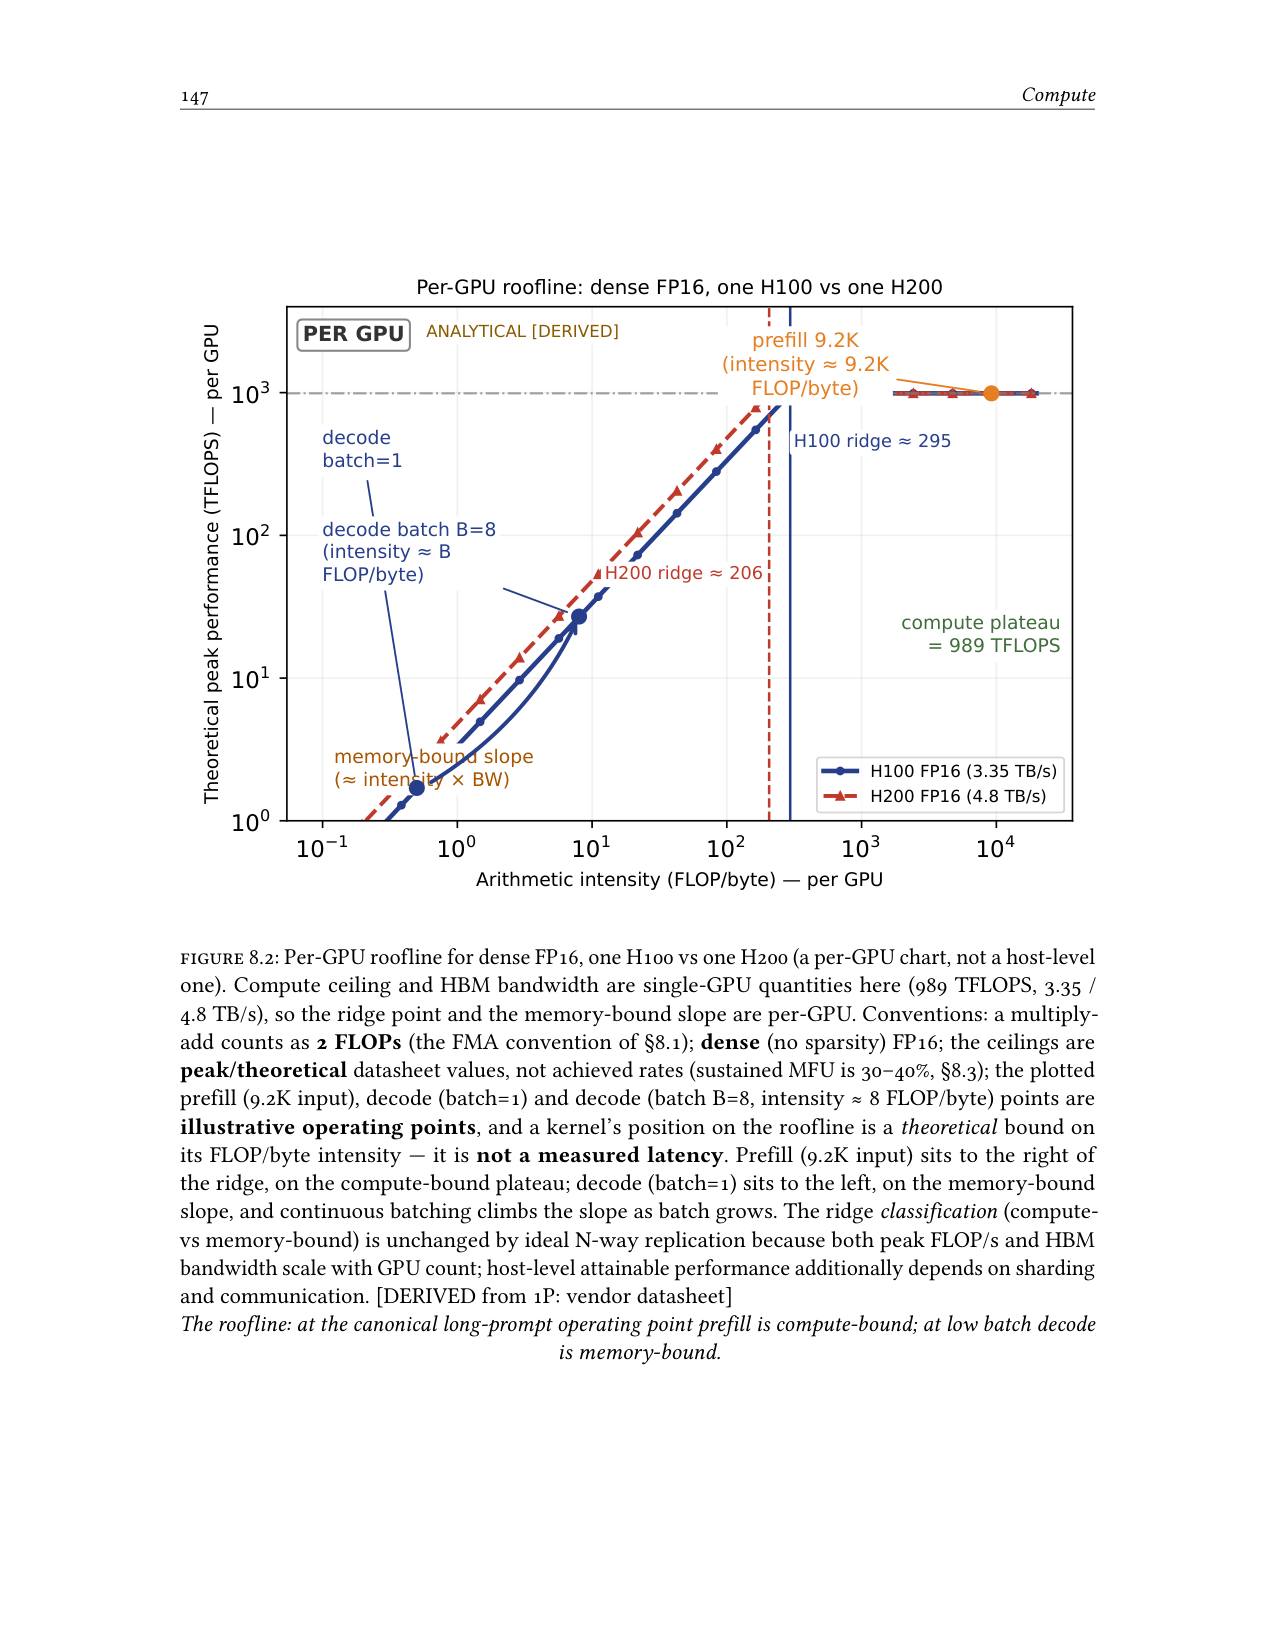 147 Compute
Per-GPU roofline: dense FP16, one H100 vs one H200
PER GPU ANALYTICAL [DERIVED]
prefill 9.2K
(intensity ≈ 9.2K
FLOP/byte)
decode
batch=1
H100 ridge ≈ 295
decode batch B=8
(intensity ≈ B
FLOP/byte)
H200 ridge ≈ 206
compute plateau
= 989 TFLOPS
memory-bound slope
(≈ intensity × BW)
H100 FP16 (3.35 TB/s)
H200 FP16 (4.8 TB/s)
Theoretical peak performance (TFLOPS) — per GPU
10³
10²
10¹
10⁰
10⁻¹ 10⁰ 10¹ 10² 10³ 10⁴
Arithmetic intensity (FLOP/byte) — per GPU
FIGURE 8.2: Per-GPU roofline for dense FP16, one H100 vs one H200 (a per-GPU chart, not a host-level
one). Compute ceiling and HBM bandwidth are single-GPU quantities here (989 TFLOPS, 3.35 /
4.8 TB/s), so the ridge point and the memory-bound slope are per-GPU. Conventions: a multiply-
add counts as 2 FLOPs (the FMA convention of §8.1); dense (no sparsity) FP16; the ceilings are
peak/theoretical datasheet values, not achieved rates (sustained MFU is 30–40%, §8.3); the plotted
prefill (9.2K input), decode (batch=1) and decode (batch B=8, intensity ≈ 8 FLOP/byte) points are
illustrative operating points, and a kernel's position on the roofline is a theoretical bound on
its FLOP/byte intensity — it is not a measured latency. Prefill (9.2K input) sits to the right of
the ridge, on the compute-bound plateau; decode (batch=1) sits to the left, on the memory-bound
slope, and continuous batching climbs the slope as batch grows. The ridge classification (compute-
vs memory-bound) is unchanged by ideal N-way replication because both peak FLOP/s and HBM
bandwidth scale with GPU count; host-level attainable performance additionally depends on sharding
and communication. [DERIVED from 1P: vendor datasheet]
The roofline: at the canonical long-prompt operating point prefill is compute-bound; at low batch decode
is memory-bound.